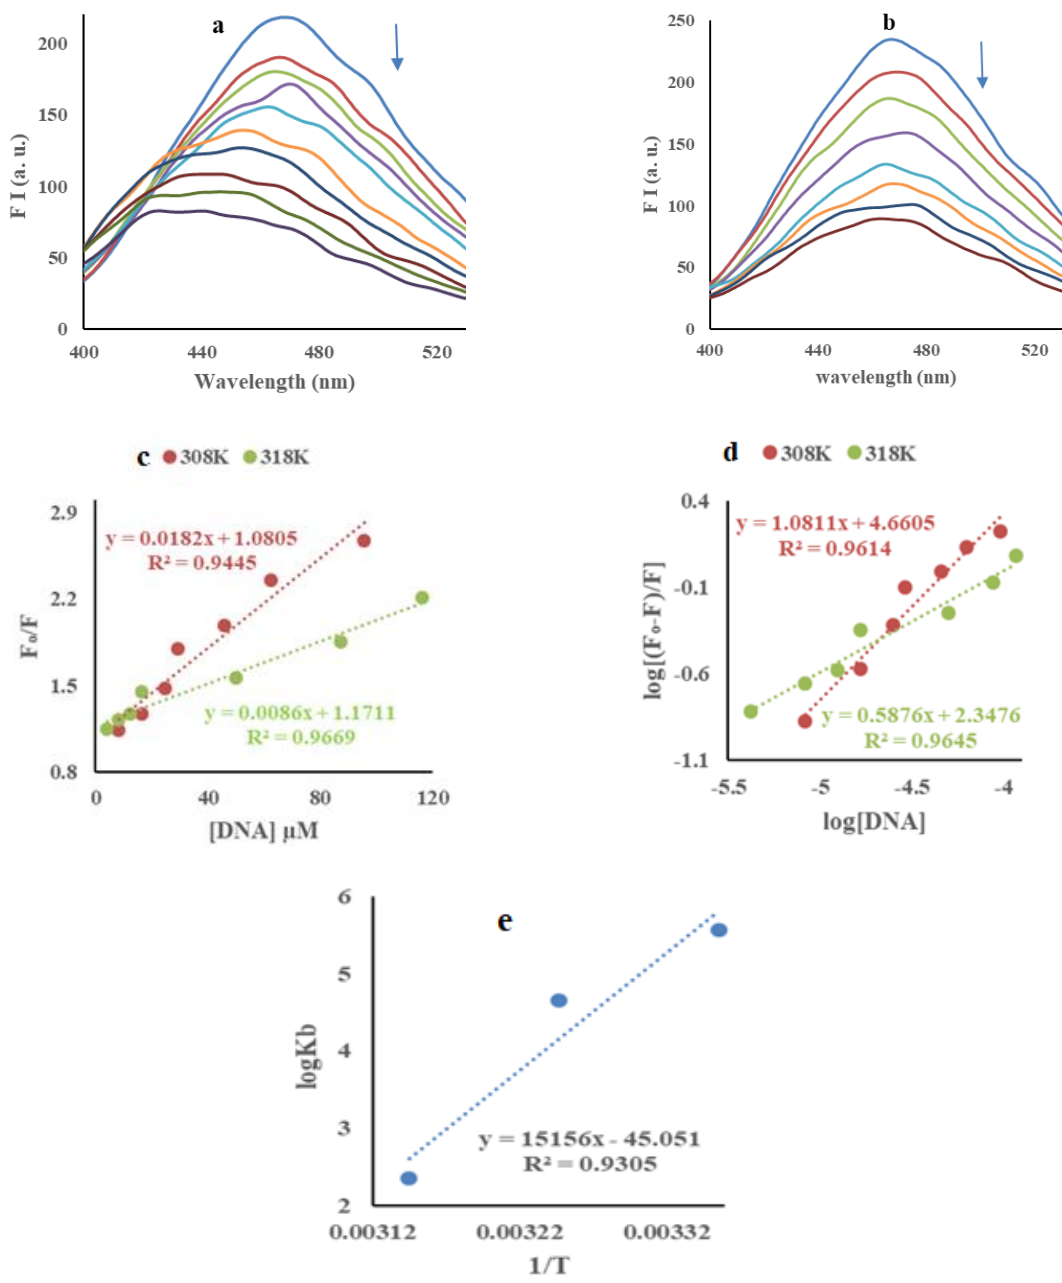 a
200
150
100
50
0
F I (a. u.)
400 440 480 520
Wavelength (nm)
b
250
200
150
100
50
0
F I (a. u.)
400 440 480 520
wavelength (nm)
c 308K 318K
2.9
2.2
1.5
0.8
F₀/F
y = 0.0182x + 1.0805
R² = 0.9445
y = 0.0086x + 1.1711
R² = 0.9669
0 40 80 120
[DNA] µM
d 308K 318K
0.4
-0.1
-0.6
-1.1
log[(F₀-F)/F]
y = 1.0811x + 4.6605
R² = 0.9614
y = 0.5876x + 2.3476
R² = 0.9645
-5.5 -5 -4.5 -4
log[DNA]
e
6
5
4
3
2
logKb
y = 15156x - 45.051
R² = 0.9305
0.00312 0.00322 0.00332
1/T